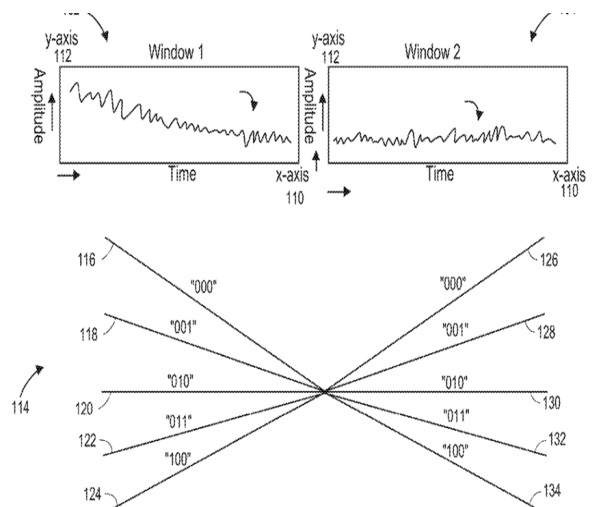 y-axis
112
Window 1
Amplitude
Time
x-axis
110
y-axis
112
Window 2
Amplitude
Time
x-axis
110
116
"000"
"000"
126
118
"001"
"001"
128
114
120
"010"
"010"
130
122
"011"
"011"
132
124
"100"
"100"
134